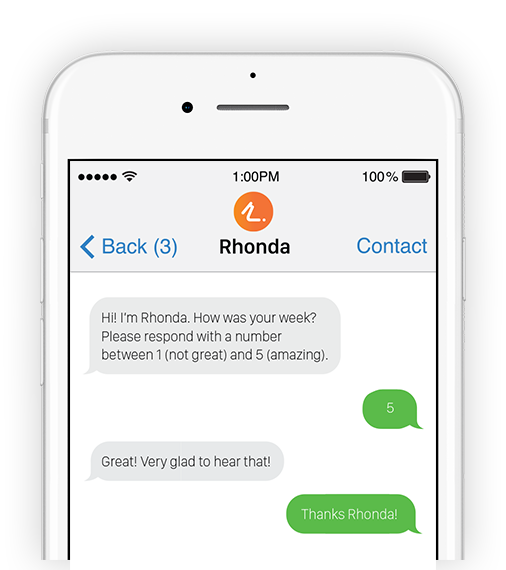 1:00PM
100%
Back (3)
Rhonda
Contact
Hi! I'm Rhonda. How was your week?
Please respond with a number
between 1 (not great) and 5 (amazing).
5
Great! Very glad to hear that!
Thanks Rhonda!